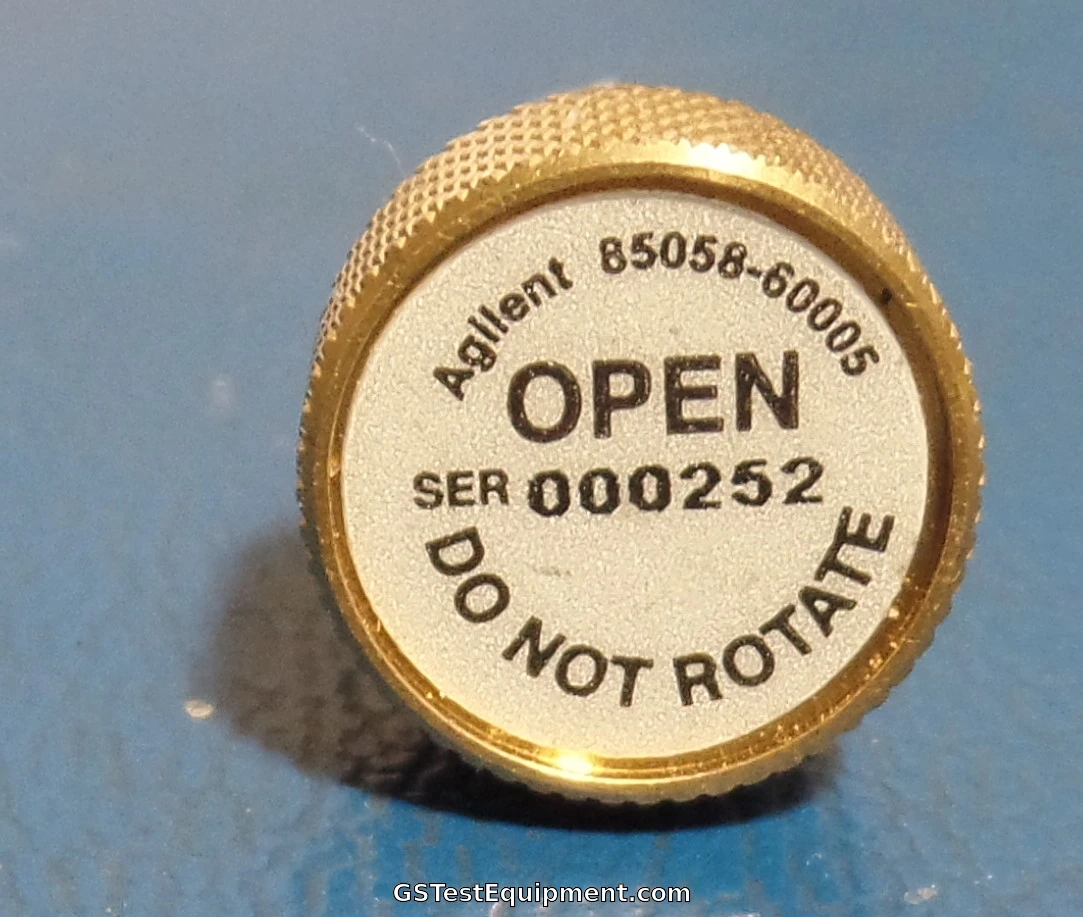 Agilent 85058-60005
OPEN
SER 000252
DO NOT ROTATE
GSTestEquipment.com